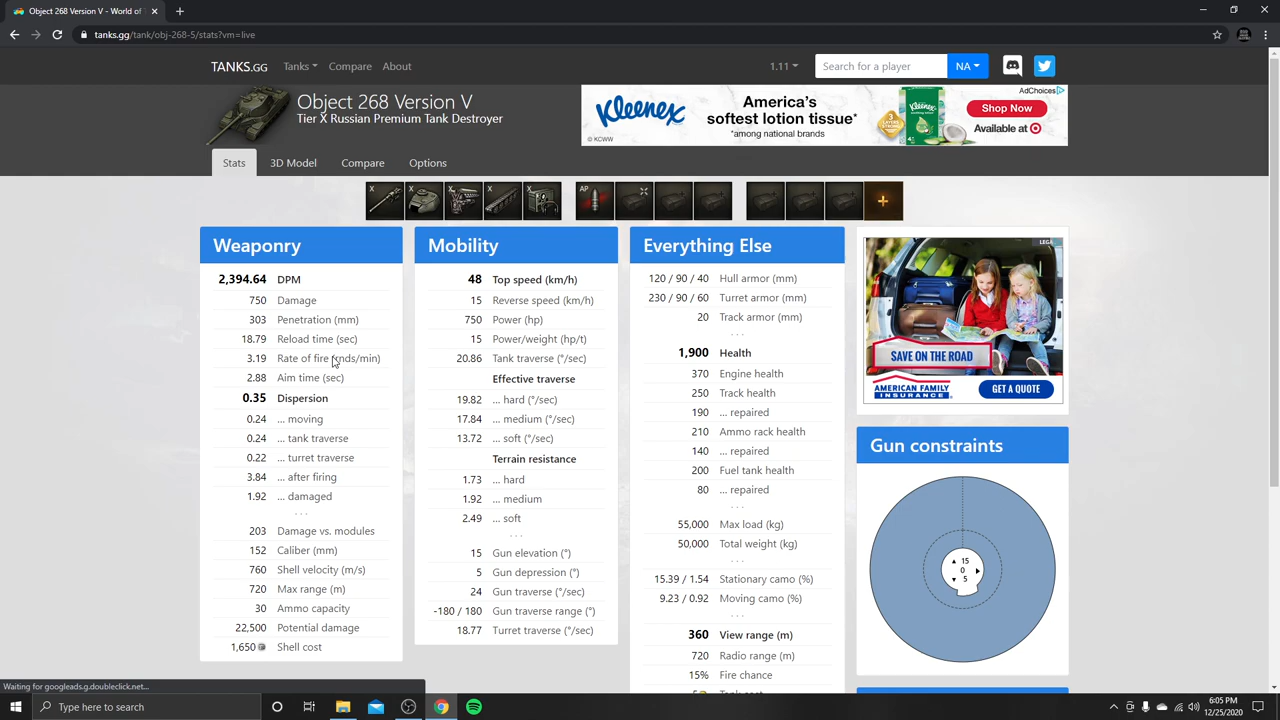 Object 268 Version V - World of T
tanks.gg/tank/obj-268-5/stats?vm=live
TANKS.GG
Tanks
Compare
About
1.11
Search for a player
NA
Object 268 Version V
Tier X Russian Premium Tank Destroyer
AdChoices
Kleenex
© KCWW
America's
softest lotion tissue*
*among national brands
Kleenex
Shop Now
Available at
Stats
3D Model
Compare
Options
X
X
X
X
X
AP
Weaponry
2,394.64 DPM
750 Damage
303 Penetration (mm)
18.79 Reload time (sec)
3.19 Rate of fire nds/min)
2.88 Aim time (sec)
0.35 Dispersion
0.24 ... moving
0.24 ... tank traverse
0.22 ... turret traverse
3.84 ... after firing
1.92 ... damaged
...
203 Damage vs. modules
152 Caliber (mm)
760 Shell velocity (m/s)
720 Max range (m)
30 Ammo capacity
22,500 Potential damage
1,650 Shell cost
Mobility
48 Top speed (km/h)
15 Reverse speed (km/h)
750 Power (hp)
15 Power/weight (hp/t)
20.86 Tank traverse (°/sec)
Effective traverse
19.82 ... hard (°/sec)
17.84 ... medium (°/sec)
13.72 ... soft (°/sec)
Terrain resistance
1.73 ... hard
1.92 ... medium
2.49 ... soft
...
15 Gun elevation (°)
5 Gun depression (°)
24 Gun traverse (°/sec)
-180 / 180 Gun traverse range (°)
18.77 Turret traverse (°/sec)
Everything Else
120 / 90 / 40 Hull armor (mm)
230 / 90 / 60 Turret armor (mm)
20 Track armor (mm)
...
1,900 Health
370 Engine health
250 Track health
190 ... repaired
210 Ammo rack health
140 ... repaired
200 Fuel tank health
80 ... repaired
...
55,000 Max load (kg)
50,000 Total weight (kg)
...
15.39 / 1.54 Stationary camo (%)
9.23 / 0.92 Moving camo (%)
...
360 View range (m)
720 Radio range (m)
15% Fire chance
SAVE ON THE ROAD
AMERICAN FAMILY
INSURANCE
GET A QUOTE
Gun constraints
15
0
5
Waiting for googleads.g.doubleclick.net...
Type here to search
6:05 PM
12/25/2020